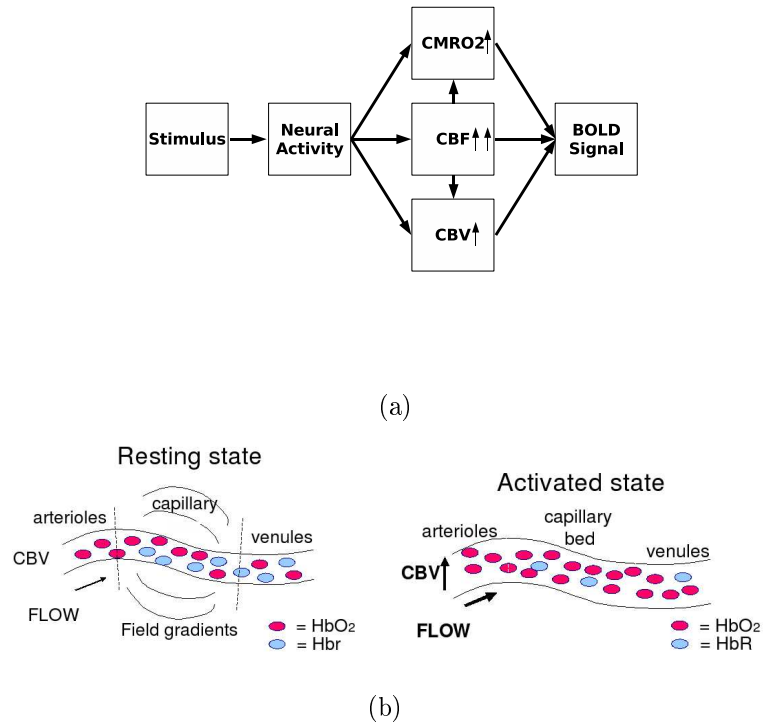 CMRO2
Stimulus
Neural
Activity
CBF
BOLD
Signal
CBV
(a)
Resting state
capillary
arterioles
venules
CBV
FLOW
Field gradients
= HbO2
= Hbr
Activated state
capillary
bed
arterioles
venules
CBV
FLOW
= HbO2
= HbR
(b)